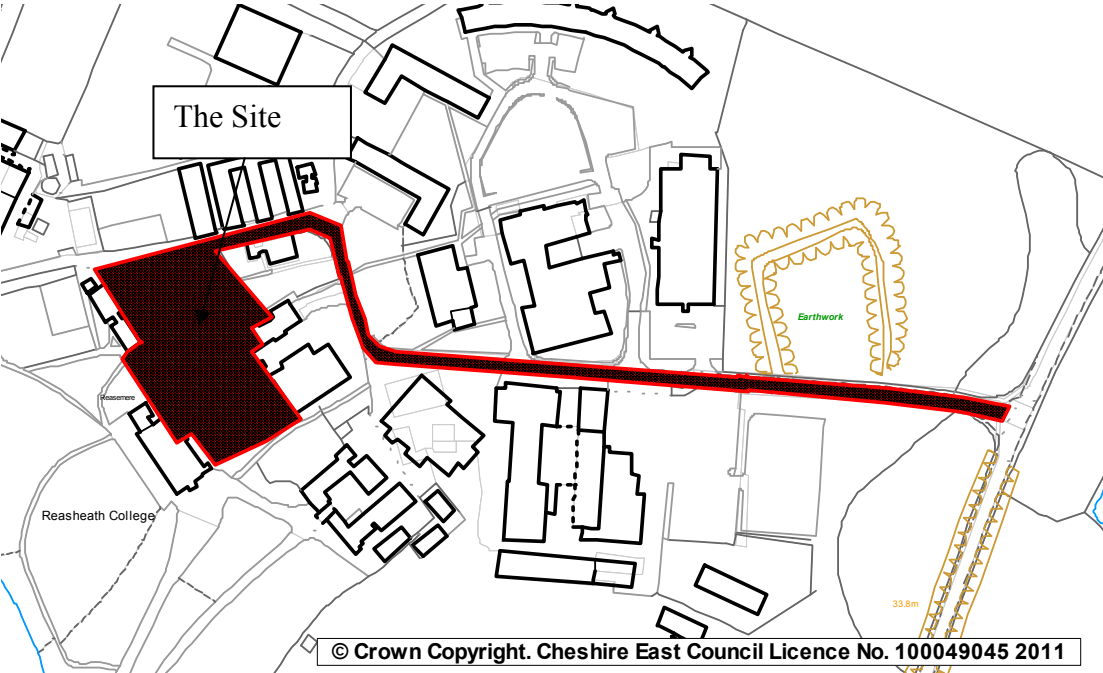 The Site
Earthwork
Reasemere
Reasheath College
33.8m
© Crown Copyright. Cheshire East Council Licence No. 100049045 2011